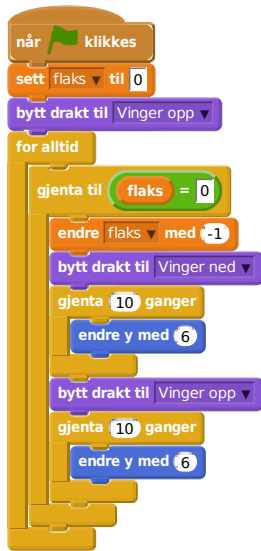 når klikkes
sett flaks ▾ til 0
bytt drakt til Vinger opp ▾
for alltid
gjenta til flaks = 0
endre flaks ▾ med -1
bytt drakt til Vinger ned ▾
gjenta 10 ganger
endre y med 6
bytt drakt til Vinger opp ▾
gjenta 10 ganger
endre y med 6